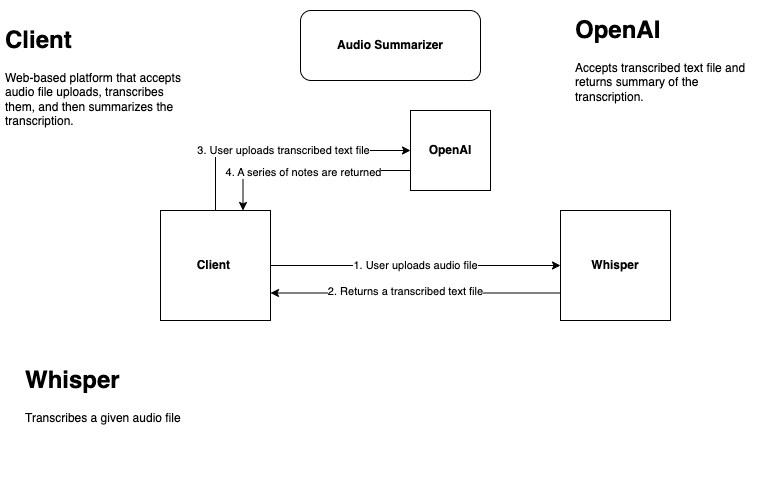 Client
Web-based platform that accepts
audio file uploads, transcribes
them, and then summarizes the
transcription.
Audio Summarizer
OpenAI
Accepts transcribed text file and
returns summary of the
transcription.
3. User uploads transcribed text file
OpenAI
4. A series of notes are returned
Client
1. User uploads audio file
Whisper
2. Returns a transcribed text file
Whisper
Transcribes a given audio file